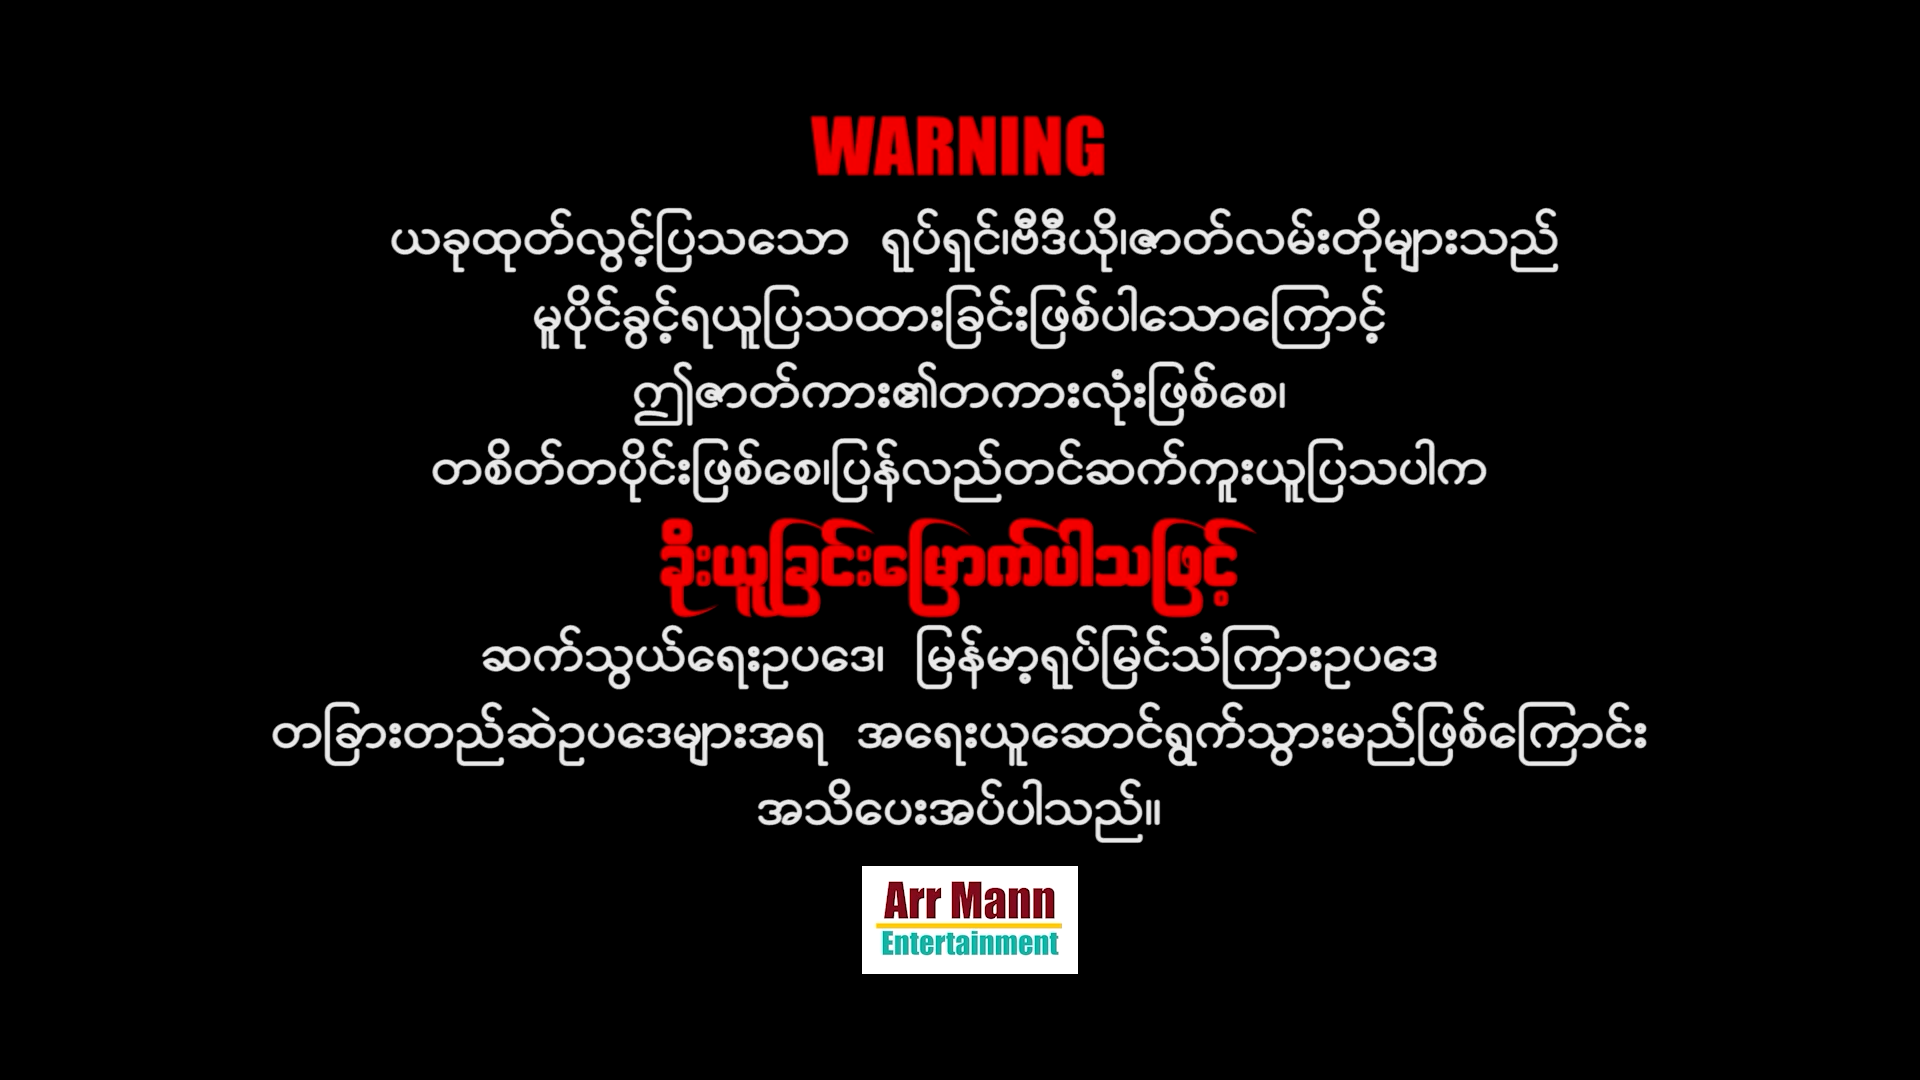 WARNING
ယခုထုတ်လွှင့်ပြသသော ရုပ်ရှင်၊ဗီဒီယို၊ဇာတ်လမ်းတိုများသည်
မူပိုင်ခွင့်ရယူပြသထားခြင်းဖြစ်ပါသောကြောင့်
ဤဇာတ်ကား၏တကားလုံးဖြစ်စေ၊
တစိတ်တပိုင်းဖြစ်စေ၊ပြန်လည်တင်ဆက်ကူးယူပြသပါက
ခိုးယူခြင်းမြောက်ပါသဖြင့်
ဆက်သွယ်ရေးဥပဒေ၊ မြန်မာ့ရုပ်မြင်သံကြားဥပဒေ
တခြားတည်ဆဲဥပဒေများအရ အရေးယူဆောင်ရွက်သွားမည်ဖြစ်ကြောင်း
အသိပေးအပ်ပါသည်။
Arr Mann
Entertainment